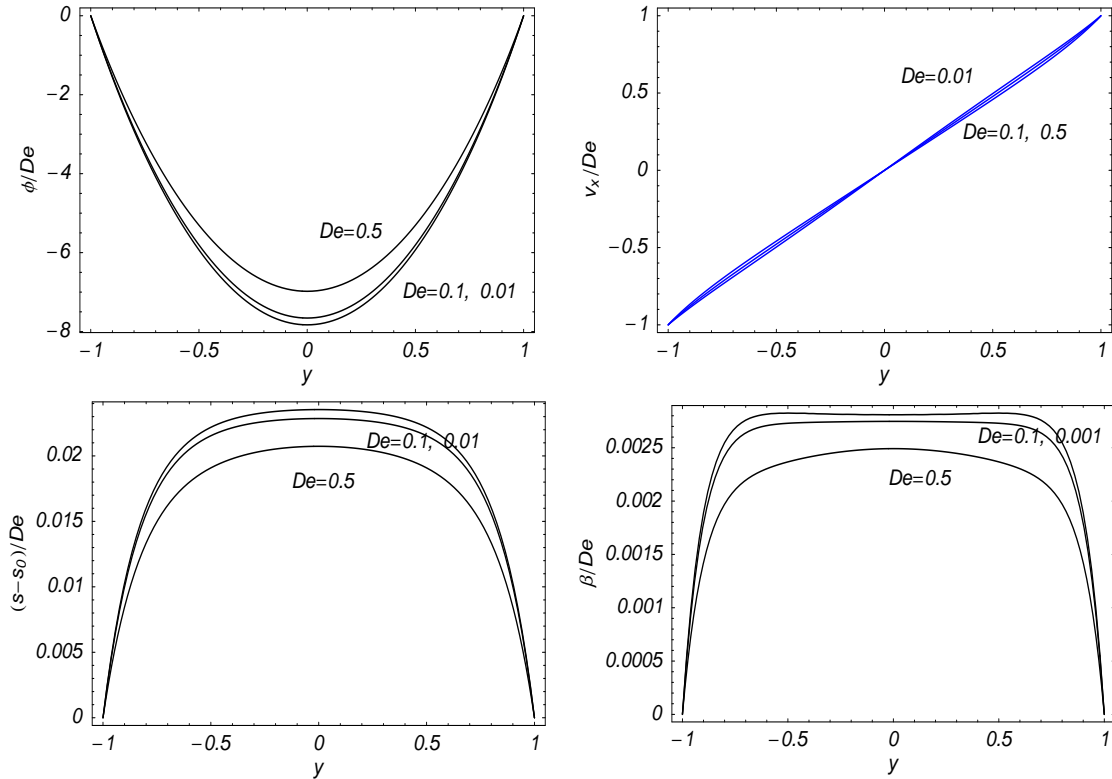 0
−2
−4
−6
−8
ϕ/De
De=0.5
De=0.1, 0.01
−1 −0.5 0 0.5 1
y
1
0.5
0
−0.5
−1
v_x/De
De=0.01
De=0.1, 0.5
−1 −0.5 0 0.5 1
y
0.02
0.015
0.01
0.005
0
(s−s_0)/De
De=0.1, 0.01
De=0.5
−1 −0.5 0 0.5 1
y
0.0025
0.002
0.0015
0.001
0.0005
0
β/De
De=0.1, 0.001
De=0.5
−1 −0.5 0 0.5 1
y